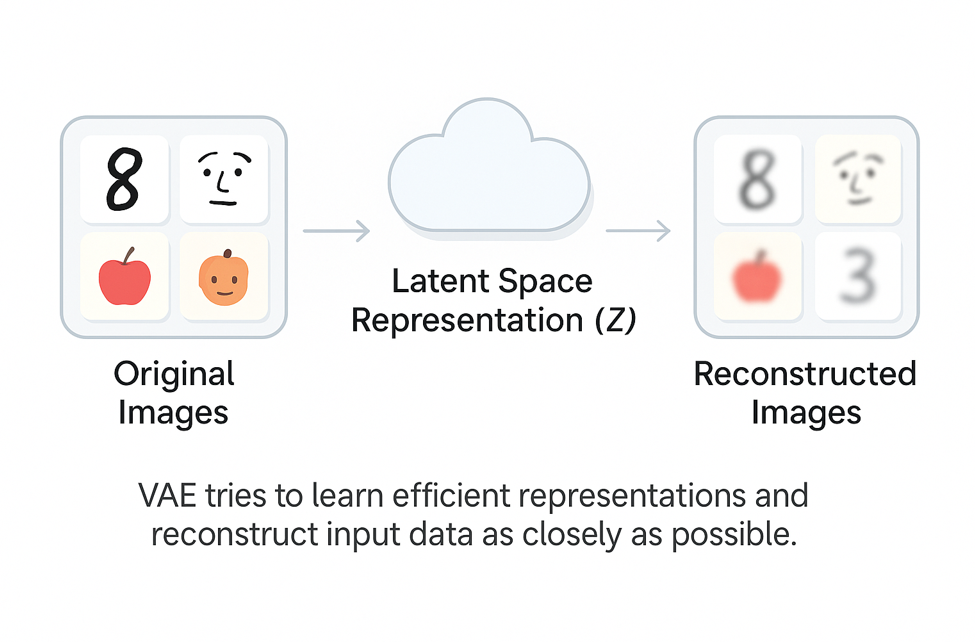 8
Latent Space
Representation (Z)
Original
Images
8
3
Reconstructed
Images
VAE tries to learn efficient representations and
reconstruct input data as closely as possible.